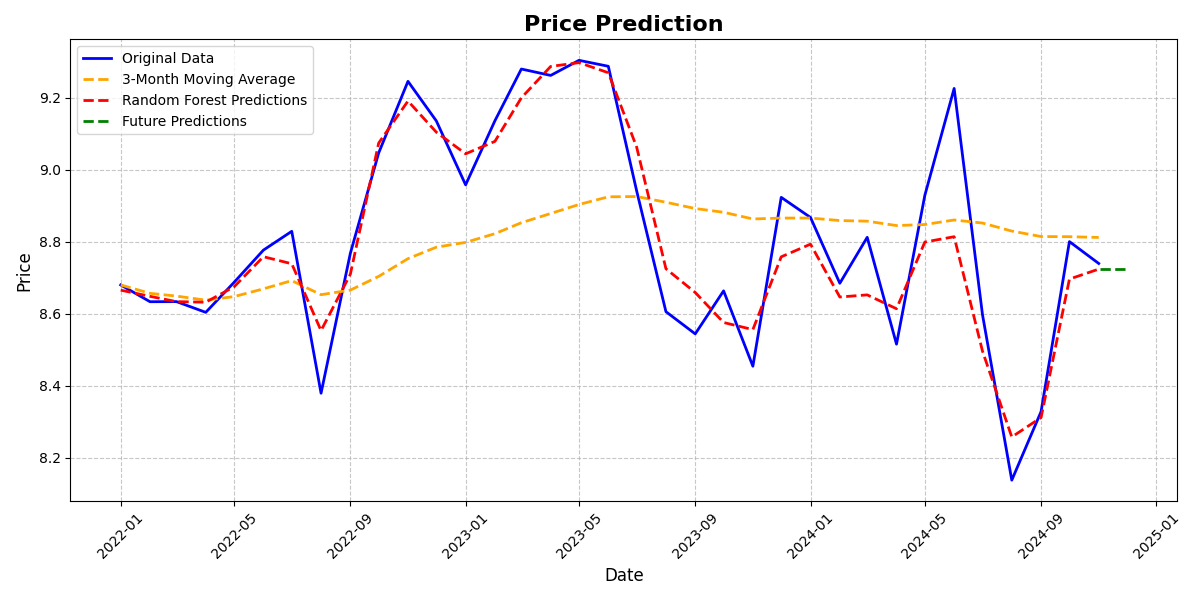 Price Prediction
Original Data
3-Month Moving Average
Random Forest Predictions
Future Predictions
Price
9.2
9.0
8.8
8.6
8.4
8.2
2022-01
2022-05
2022-09
2023-01
2023-05
2023-09
2024-01
2024-05
2024-09
2025-01
Date